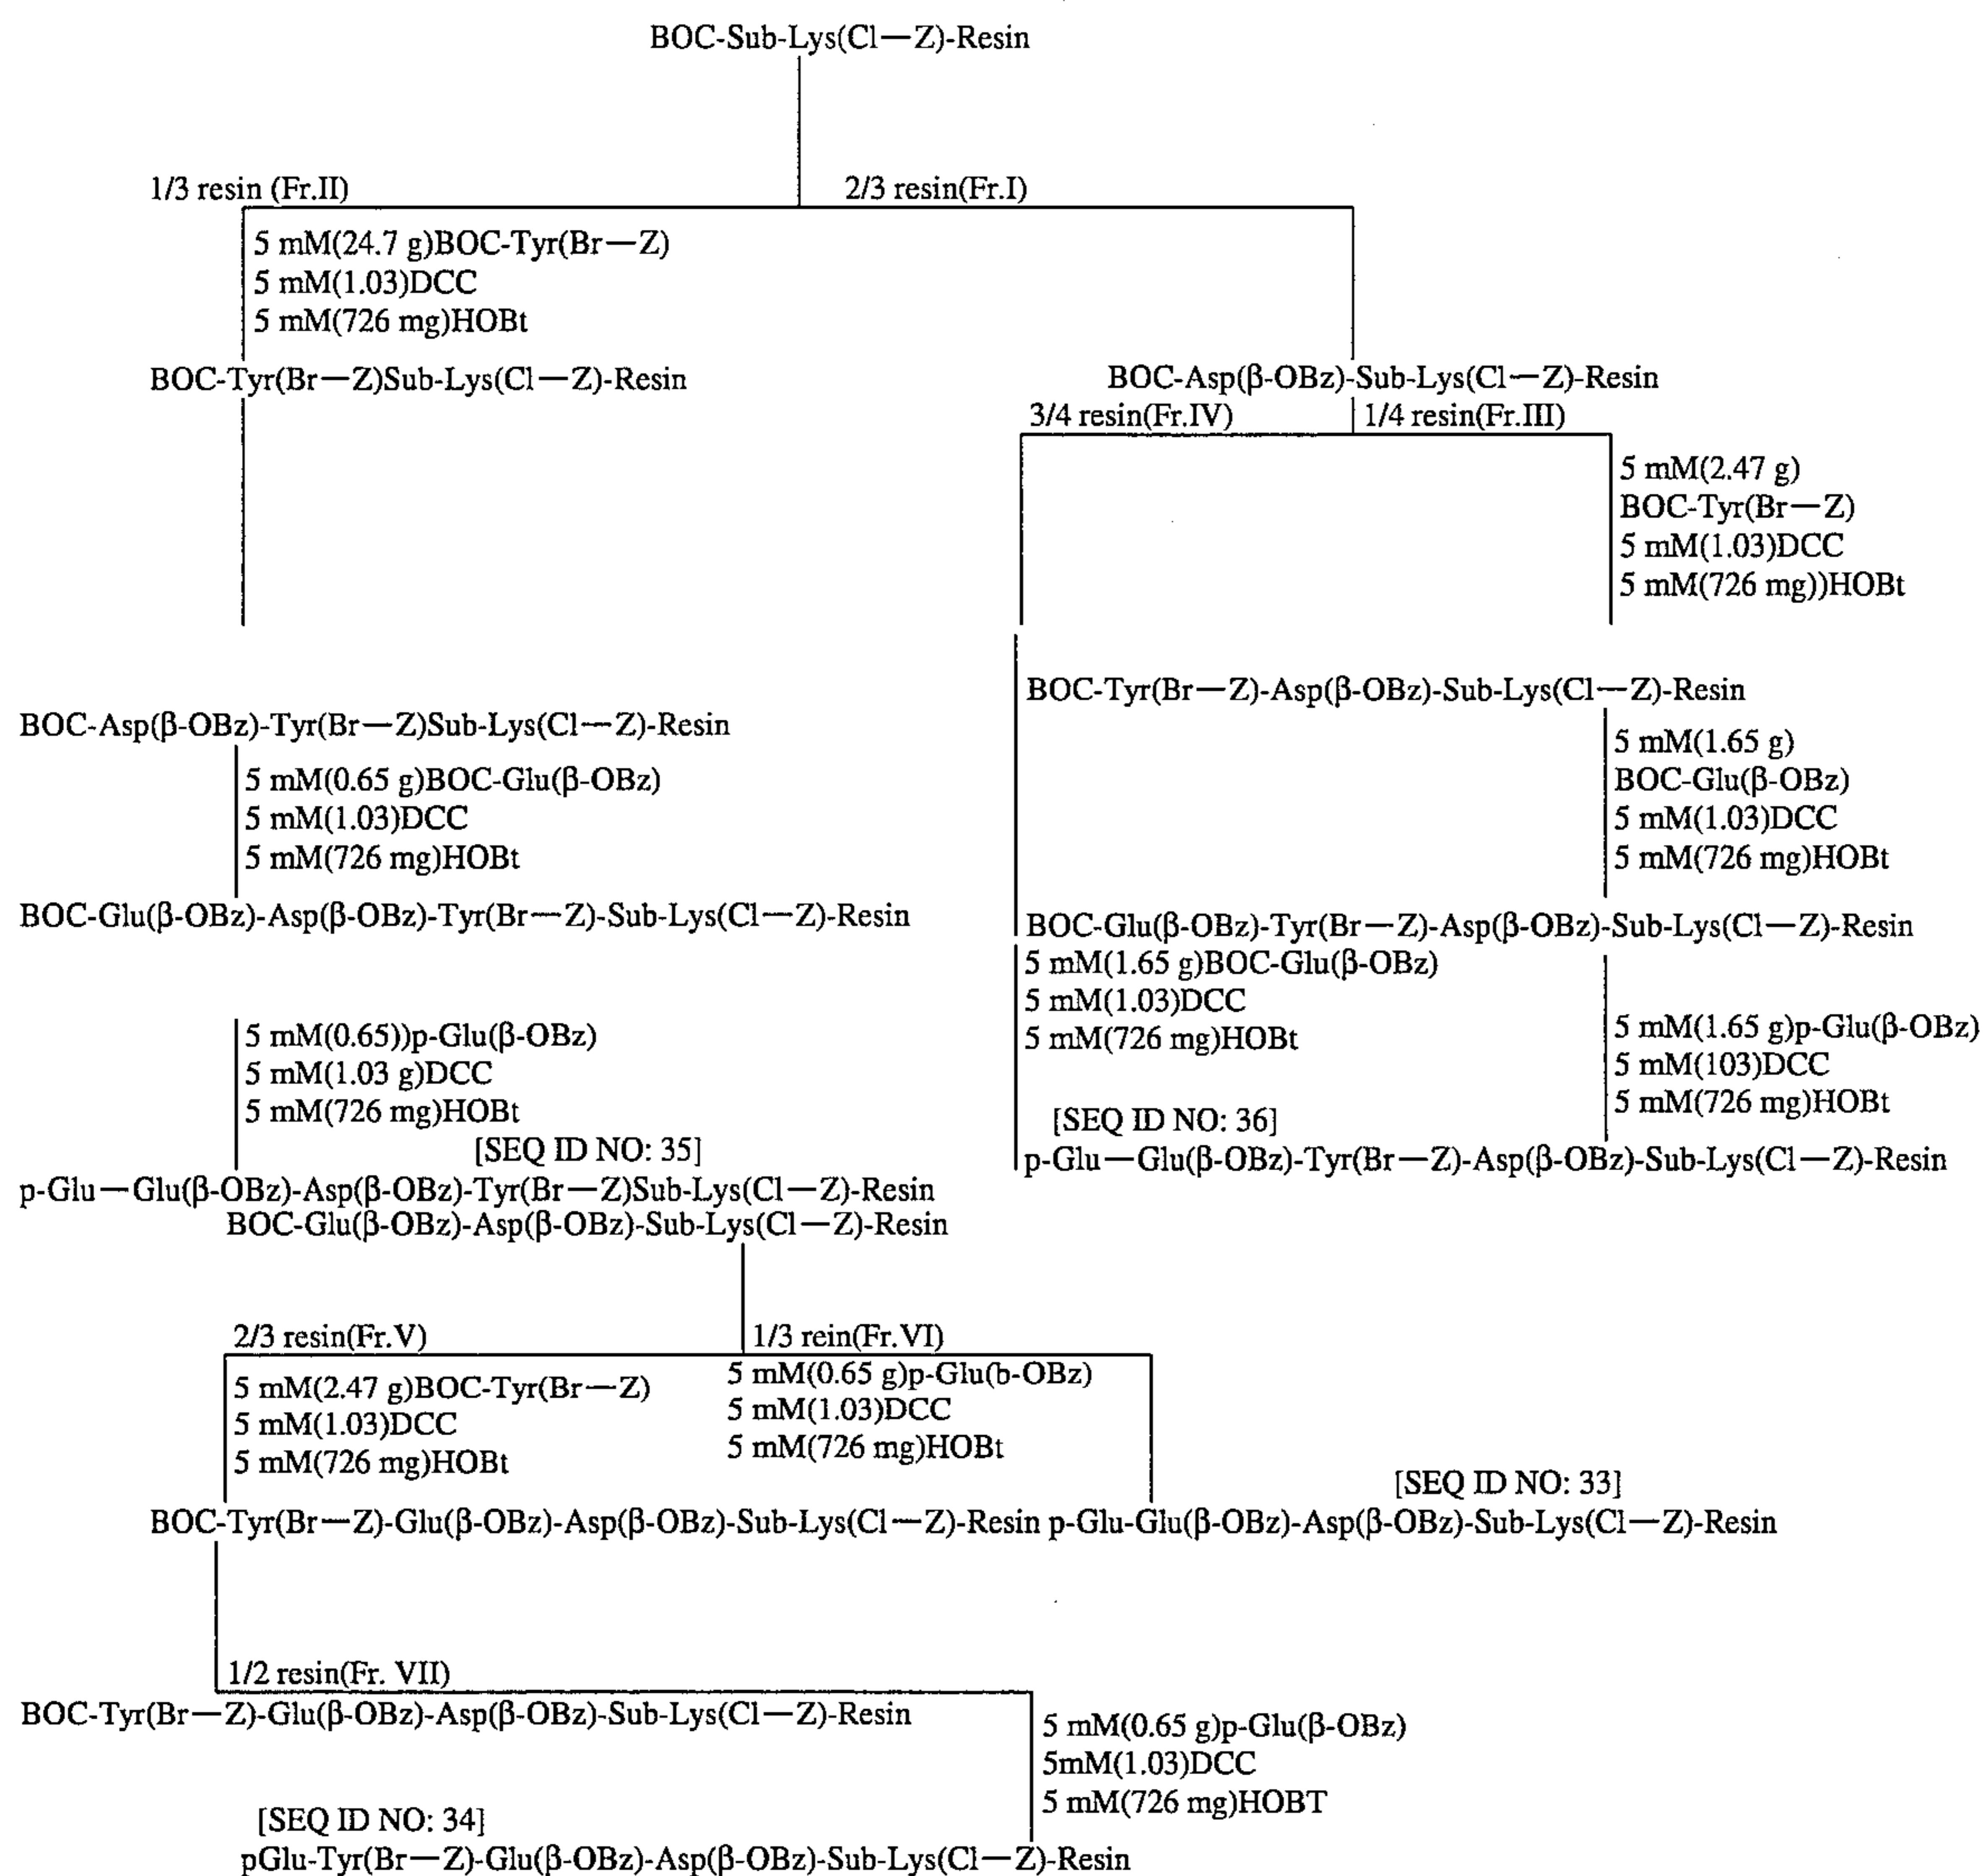 BOC-Sub-Lys(Cl—Z)-Resin
1/3 resin (Fr.II)
2/3 resin(Fr.I)
5 mM(24.7 g)BOC-Tyr(Br—Z)
5 mM(1.03)DCC
5 mM(726 mg)HOBt
BOC-Tyr(Br—Z)Sub-Lys(Cl—Z)-Resin
BOC-Asp(β-OBz)-Sub-Lys(Cl—Z)-Resin
3/4 resin(Fr.IV)
1/4 resin(Fr.III)
5 mM(2.47 g)
BOC-Tyr(Br—Z)
5 mM(1.03)DCC
5 mM(726 mg))HOBt
BOC-Tyr(Br—Z)-Asp(β-OBz)-Sub-Lys(Cl—Z)-Resin
BOC-Asp(β-OBz)-Tyr(Br—Z)Sub-Lys(Cl—Z)-Resin
5 mM(0.65 g)BOC-Glu(β-OBz)
5 mM(1.03)DCC
5 mM(726 mg)HOBt
5 mM(1.65 g)
BOC-Glu(β-OBz)
5 mM(1.03)DCC
5 mM(726 mg)HOBt
BOC-Glu(β-OBz)-Asp(β-OBz)-Tyr(Br—Z)-Sub-Lys(Cl—Z)-Resin
BOC-Glu(β-OBz)-Tyr(Br—Z)-Asp(β-OBz)-Sub-Lys(Cl—Z)-Resin
5 mM(1.65 g)BOC-Glu(β-OBz)
5 mM(1.03)DCC
5 mM(726 mg)HOBt
5 mM(0.65))p-Glu(β-OBz)
5 mM(1.03 g)DCC
5 mM(726 mg)HOBt
5 mM(1.65 g)p-Glu(β-OBz)
5 mM(103)DCC
5 mM(726 mg)HOBt
[SEQ ID NO: 36]
p-Glu—Glu(β-OBz)-Tyr(Br—Z)-Asp(β-OBz)-Sub-Lys(Cl—Z)-Resin
[SEQ ID NO: 35]
p-Glu—Glu(β-OBz)-Asp(β-OBz)-Tyr(Br—Z)Sub-Lys(Cl—Z)-Resin
BOC-Glu(β-OBz)-Asp(β-OBz)-Sub-Lys(Cl—Z)-Resin
2/3 resin(Fr.V)
1/3 rein(Fr.VI)
5 mM(2.47 g)BOC-Tyr(Br—Z)
5 mM(1.03)DCC
5 mM(726 mg)HOBt
5 mM(0.65 g)p-Glu(b-OBz)
5 mM(1.03)DCC
5 mM(726 mg)HOBt
[SEQ ID NO: 33]
BOC-Tyr(Br—Z)-Glu(β-OBz)-Asp(β-OBz)-Sub-Lys(Cl—Z)-Resin p-Glu-Glu(β-OBz)-Asp(β-OBz)-Sub-Lys(Cl—Z)-Resin
1/2 resin(Fr. VII)
BOC-Tyr(Br—Z)-Glu(β-OBz)-Asp(β-OBz)-Sub-Lys(Cl—Z)-Resin
5 mM(0.65 g)p-Glu(β-OBz)
5mM(1.03)DCC
5 mM(726 mg)HOBT
[SEQ ID NO: 34]
pGlu-Tyr(Br—Z)-Glu(β-OBz)-Asp(β-OBz)-Sub-Lys(Cl—Z)-Resin